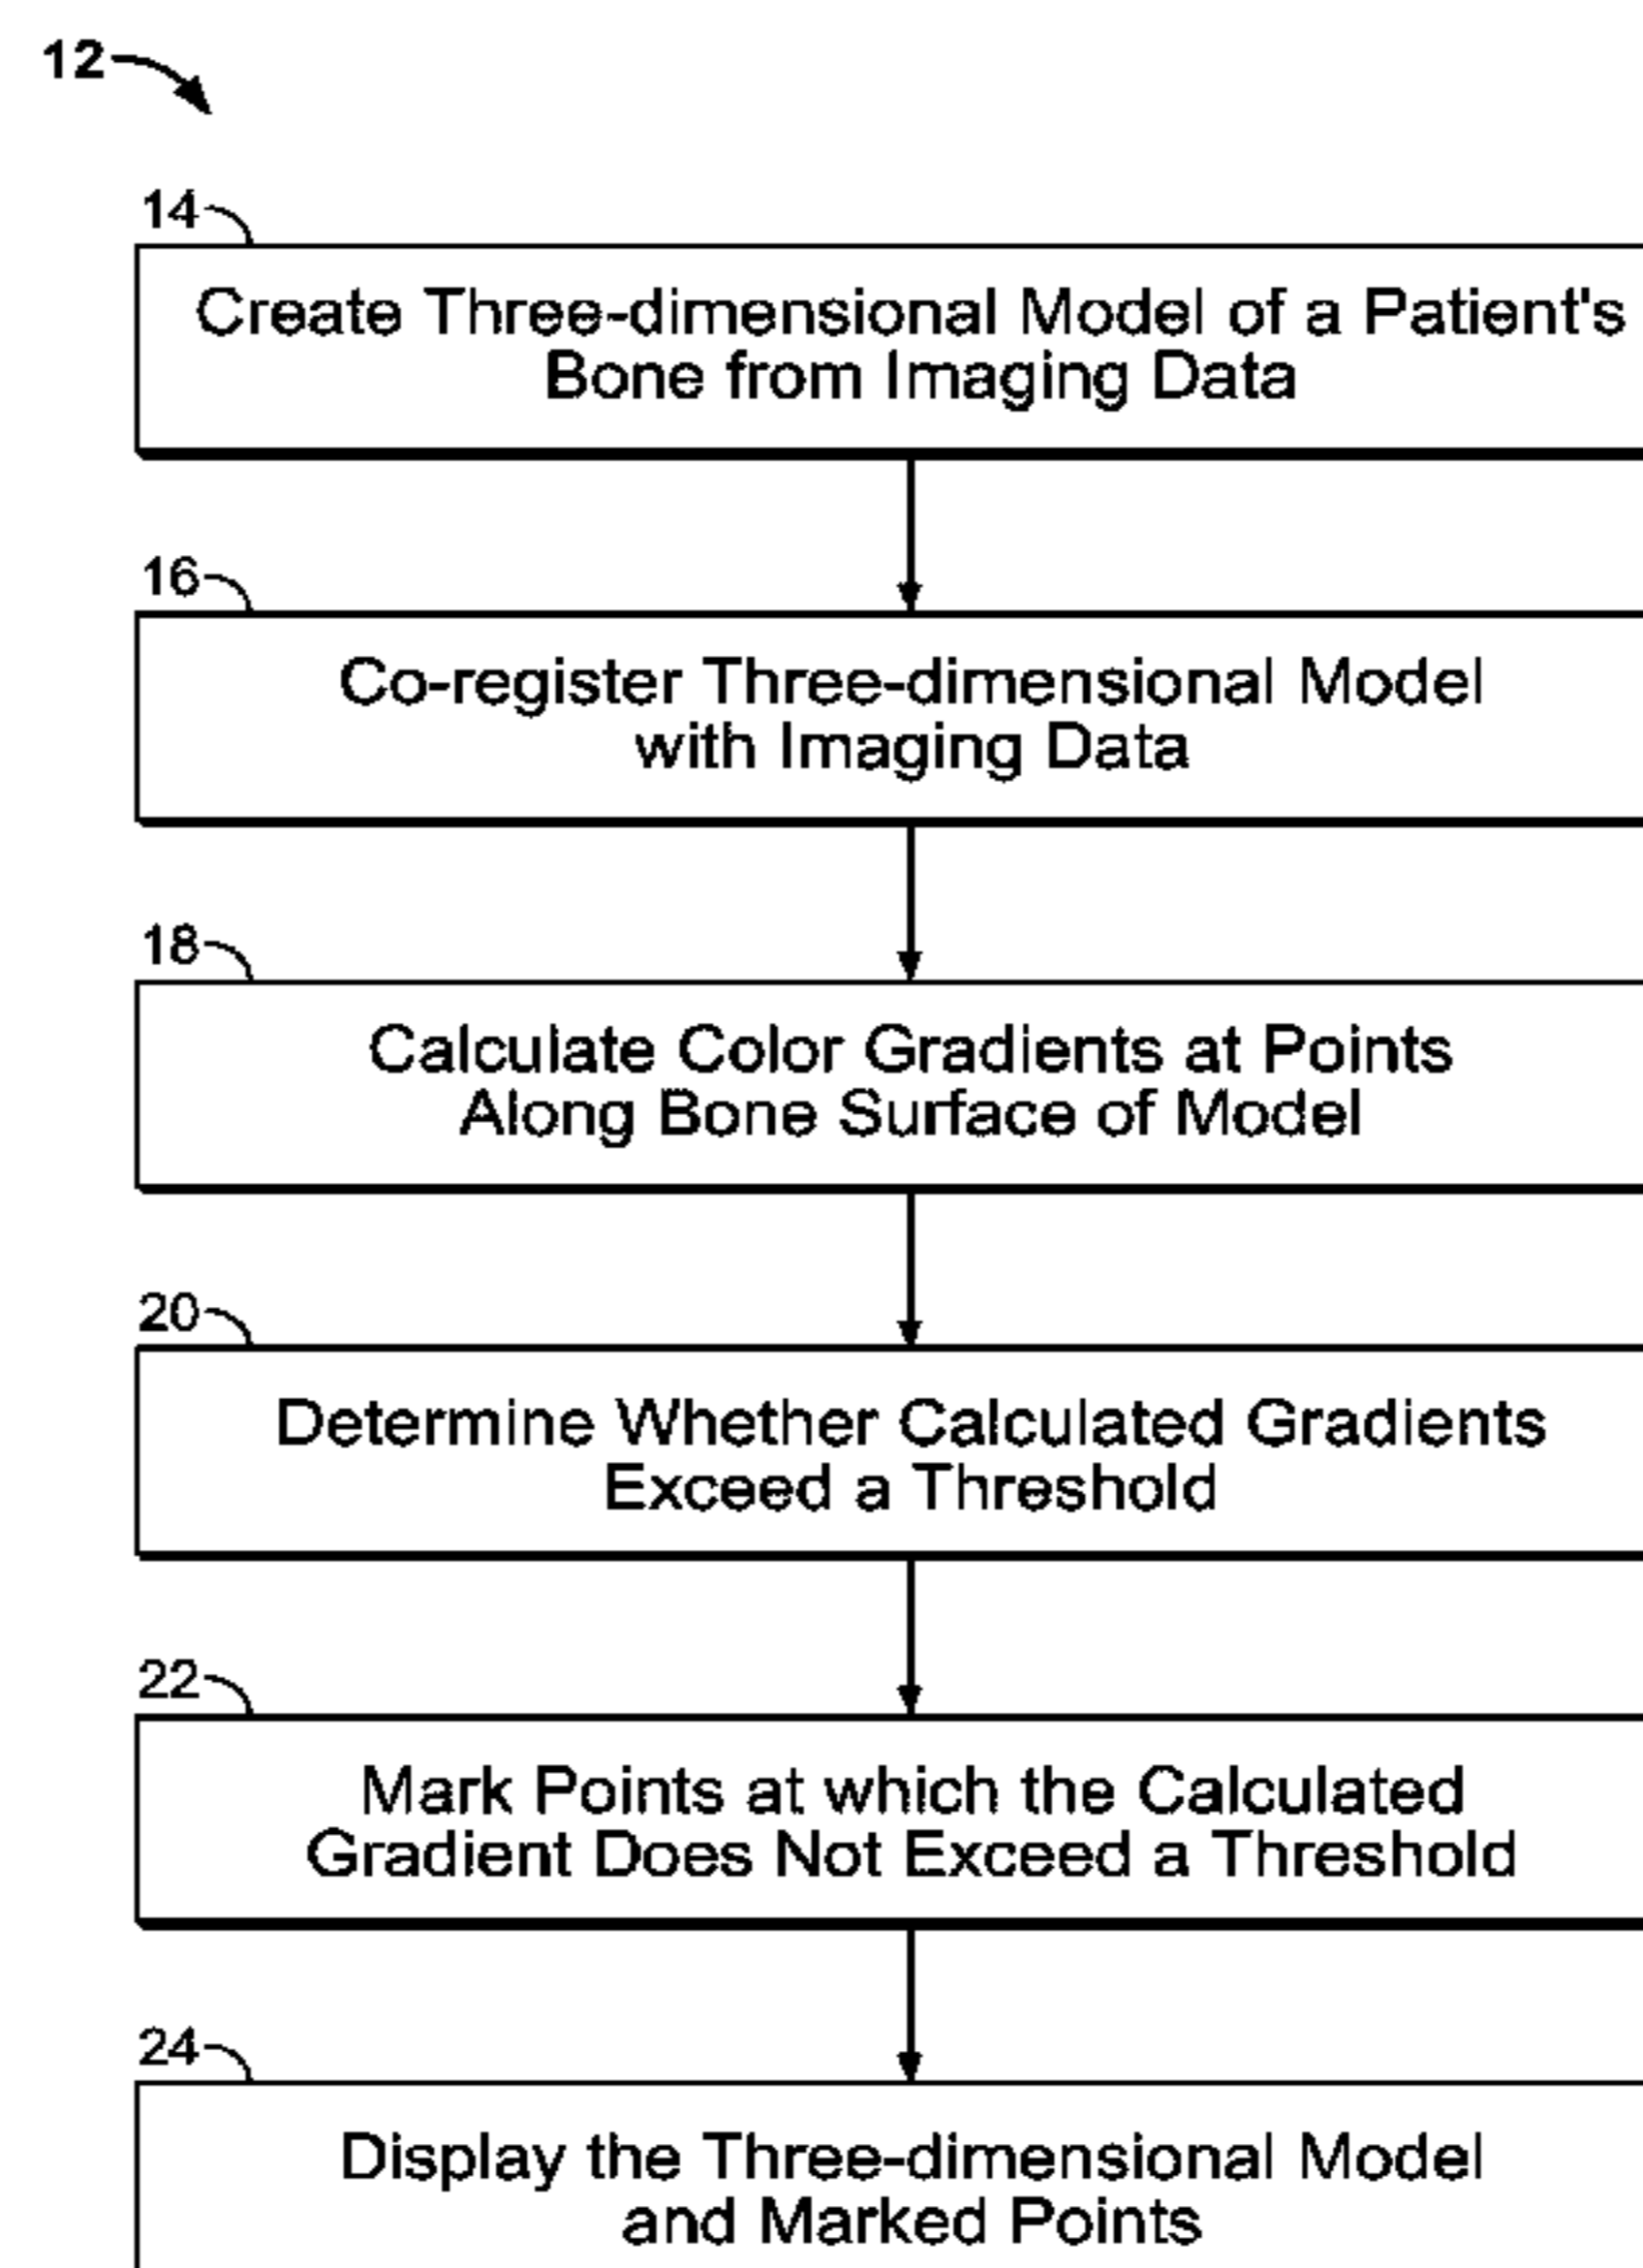 12
14
Create Three-dimensional Model of a Patient's
Bone from Imaging Data
16
Co-register Three-dimensional Model
with Imaging Data
18
Calculate Color Gradients at Points
Along Bone Surface of Model
20
Determine Whether Calculated Gradients
Exceed a Threshold
22
Mark Points at which the Calculated
Gradient Does Not Exceed a Threshold
24
Display the Three-dimensional Model
and Marked Points